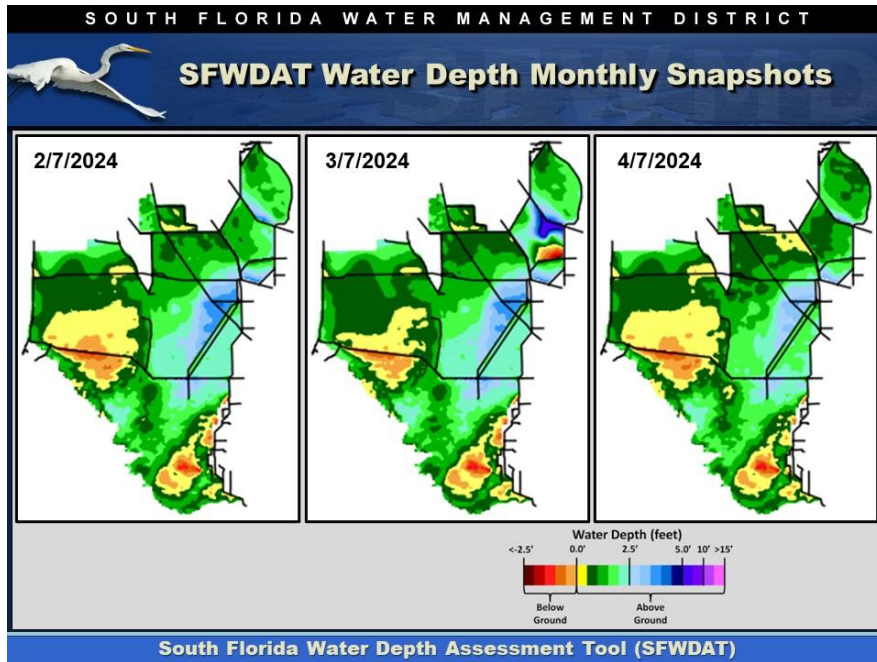 SOUTH FLORIDA WATER MANAGEMENT DISTRICT
SFWDAT Water Depth Monthly Snapshots
2/7/2024
3/7/2024
4/7/2024
Water Depth (feet)
<-2.5' 0.0' 2.5' 5.0' 10' >15'
Below Ground
Above Ground
South Florida Water Depth Assessment Tool (SFWDAT)